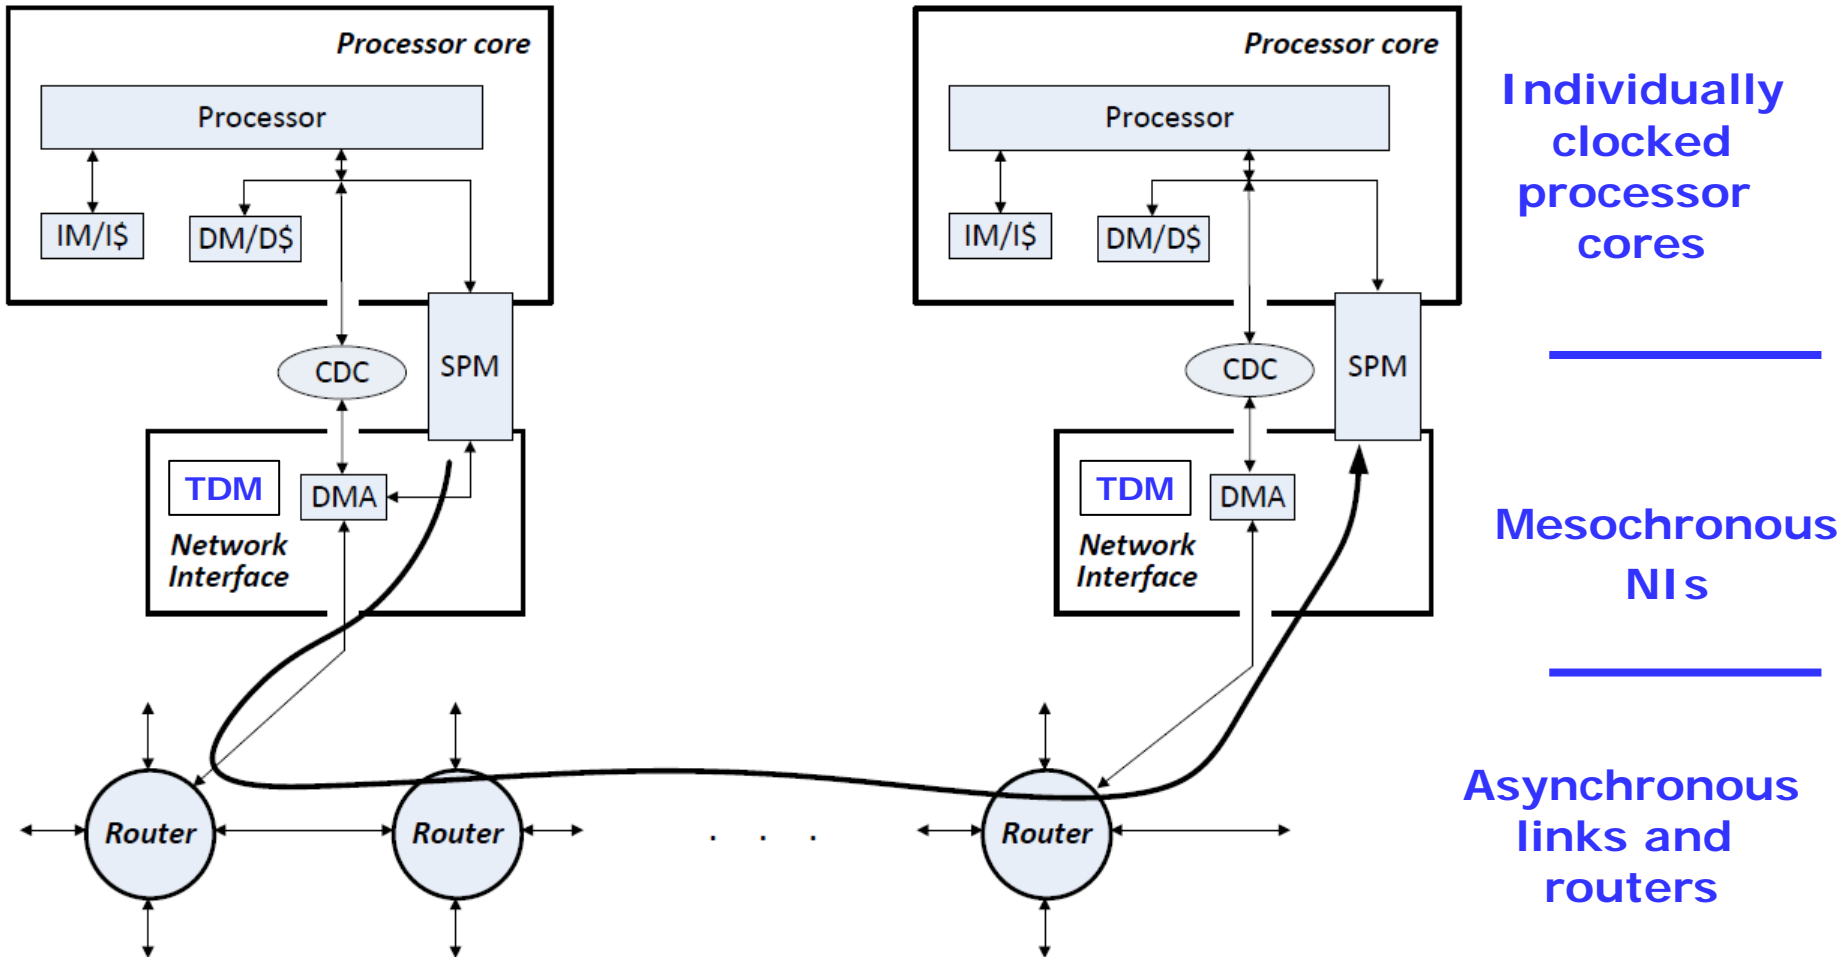 Processor core
Processor
IM/I$
DM/D$
CDC
SPM
TDM
DMA
Network
Interface
Processor core
Processor
IM/I$
DM/D$
CDC
SPM
TDM
DMA
Network
Interface
Router
Router
. . .
Router
Individually
clocked
processor
cores
Mesochronous
NIs
Asynchronous
links and
routers